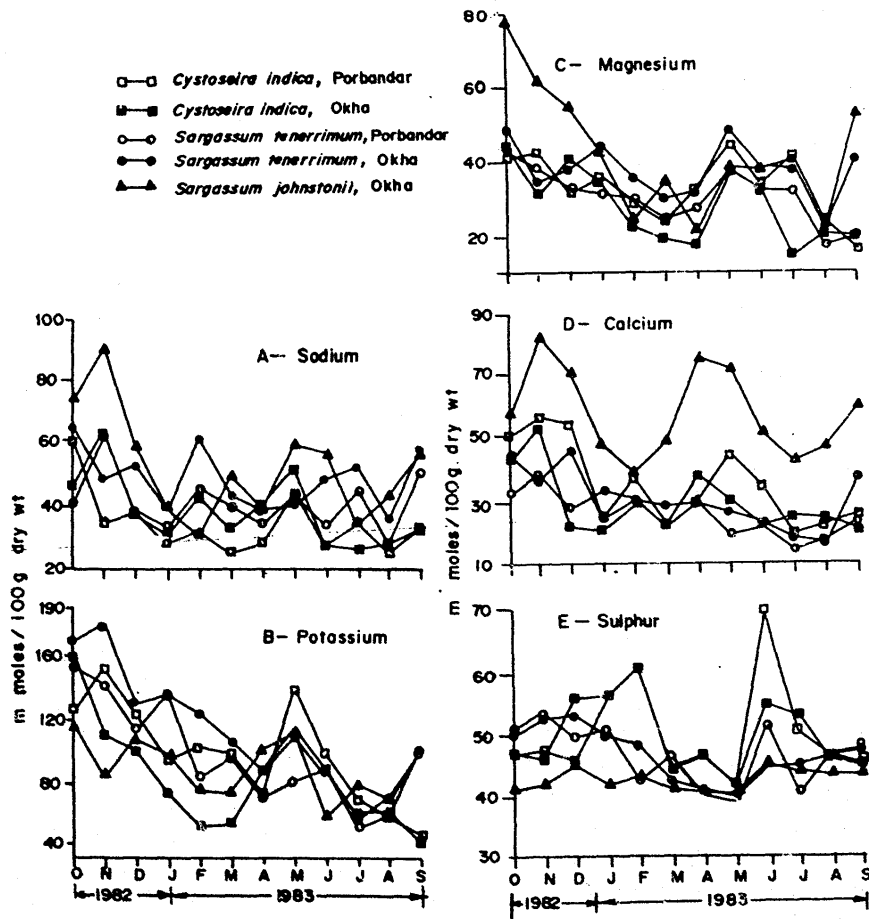 Cystoseira indica, Porbandar
Cystoseira indica, Okha
Sargassum tenerrimum, Porbandar
Sargassum tenerrimum, Okha
Sargassum johnstonii, Okha
C- Magnesium
80
60
40
20
A- Sodium
100
80
60
40
20
D- Calcium
90
70
50
30
10
B- Potassium
190
160
120
80
40
E- Sulphur
70
60
50
40
30
m moles/100g dry wt
m moles/100g. dry wt
O N D J F M A M J J A S
1982 1983
O N D J F M A M J J A S
1982 1983